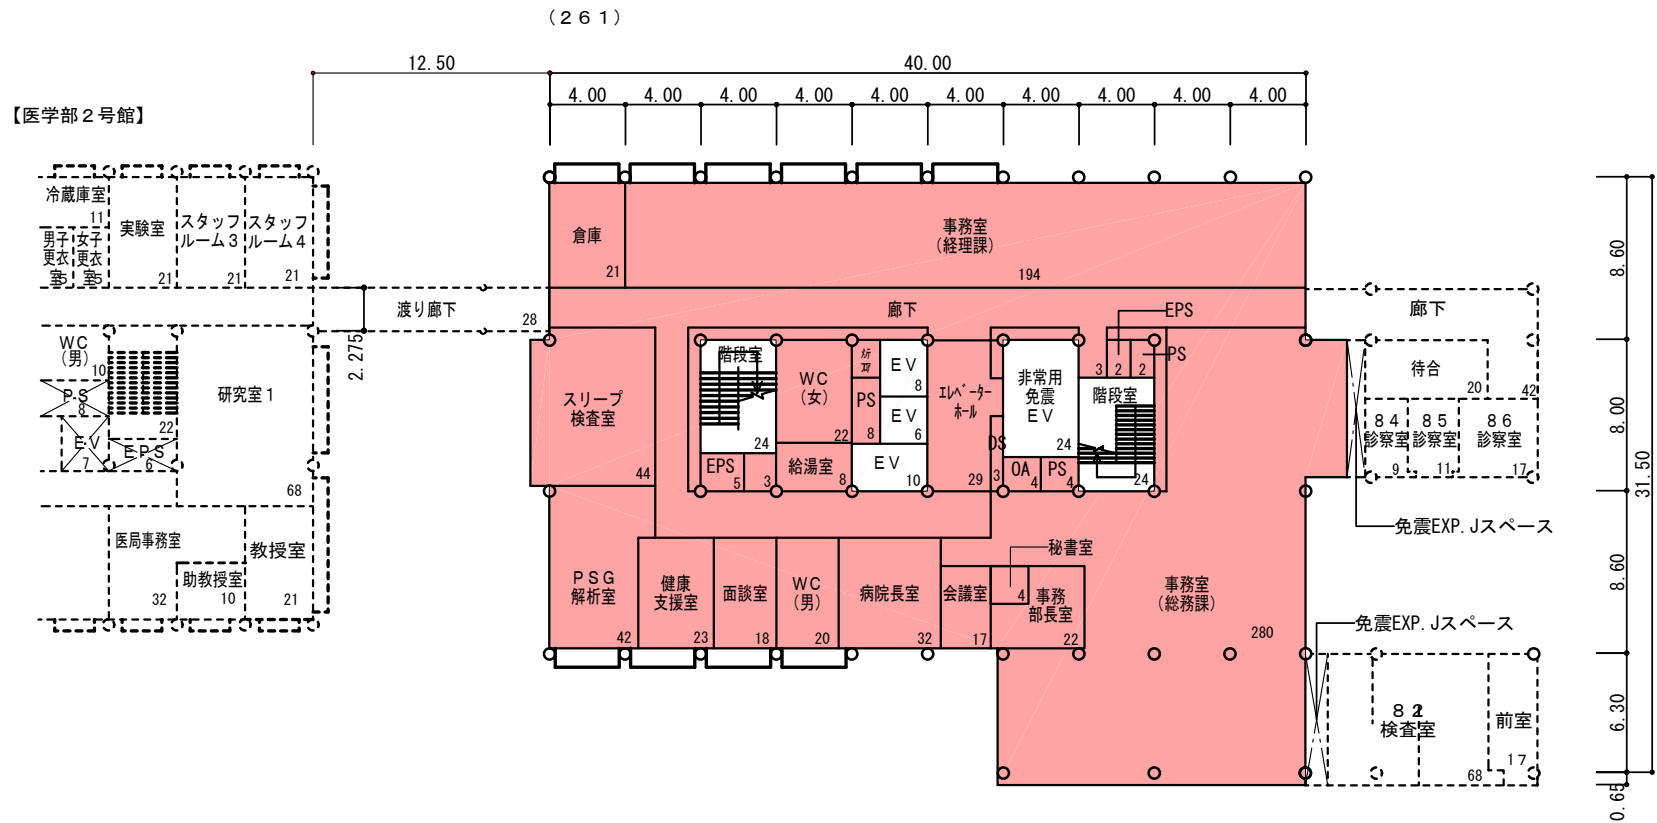 (261)
12.50
40.00
4.00 4.00 4.00 4.00 4.00 4.00 4.00 4.00 4.00 4.00
【医学部２号館】
冷蔵庫室
11
男子
更衣
室
5
女子
更衣
室
5
実験室
21
スタッフ
ルーム３
21
スタッフ
ルーム４
21
倉庫
21
事務室
(経理課)
194
8.60
渡り廊下
28
2.275
廊下
EPS
PS
廊下
WC
(男)
10
PS
8
EV
7
22
EPS
6
研究室１
68
スリープ
検査室
44
階段室
24
EPS
5
3
WC
(女)
22
給湯室
8
PS
8
EV
8
EV
6
EV
10
ｴﾚﾍﾞｰﾀｰ
ﾎｰﾙ
29
DS
3
非常用
免震
EV
24
OA
4
PS
4
3
2
2
階段室
24
待合
20
42
８４
診察室
9
８５
診察室
11
８６
診察室
17
8.00
31.50
免震EXP.Jスペース
医局事務室
32
助教授室
10
教授室
21
ＰＳＧ
解析室
42
健康
支援室
23
面談室
18
WC
(男)
20
病院長室
32
会議室
17
秘書室
4
事務
部長室
22
事務室
(総務課)
280
8.60
免震EXP.Jスペース
検査室
68
前室
17
6.30
0.65